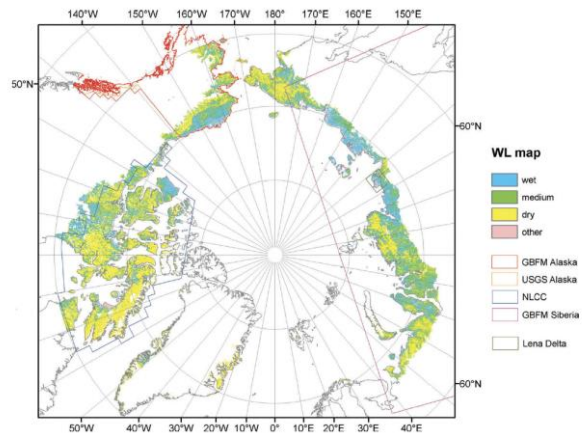 140°W 150°W 160°W 170°W 180° 170°E 160°E 150°E
50°N
60°N
WL map
wet
medium
dry
other
GBFM Alaska
USGS Alaska
NLCC
GBFM Siberia
Lena Delta
60°N
50°W 40°W 30°W 20°W 10°W 0° 10°E 20°E 30°E 40°E